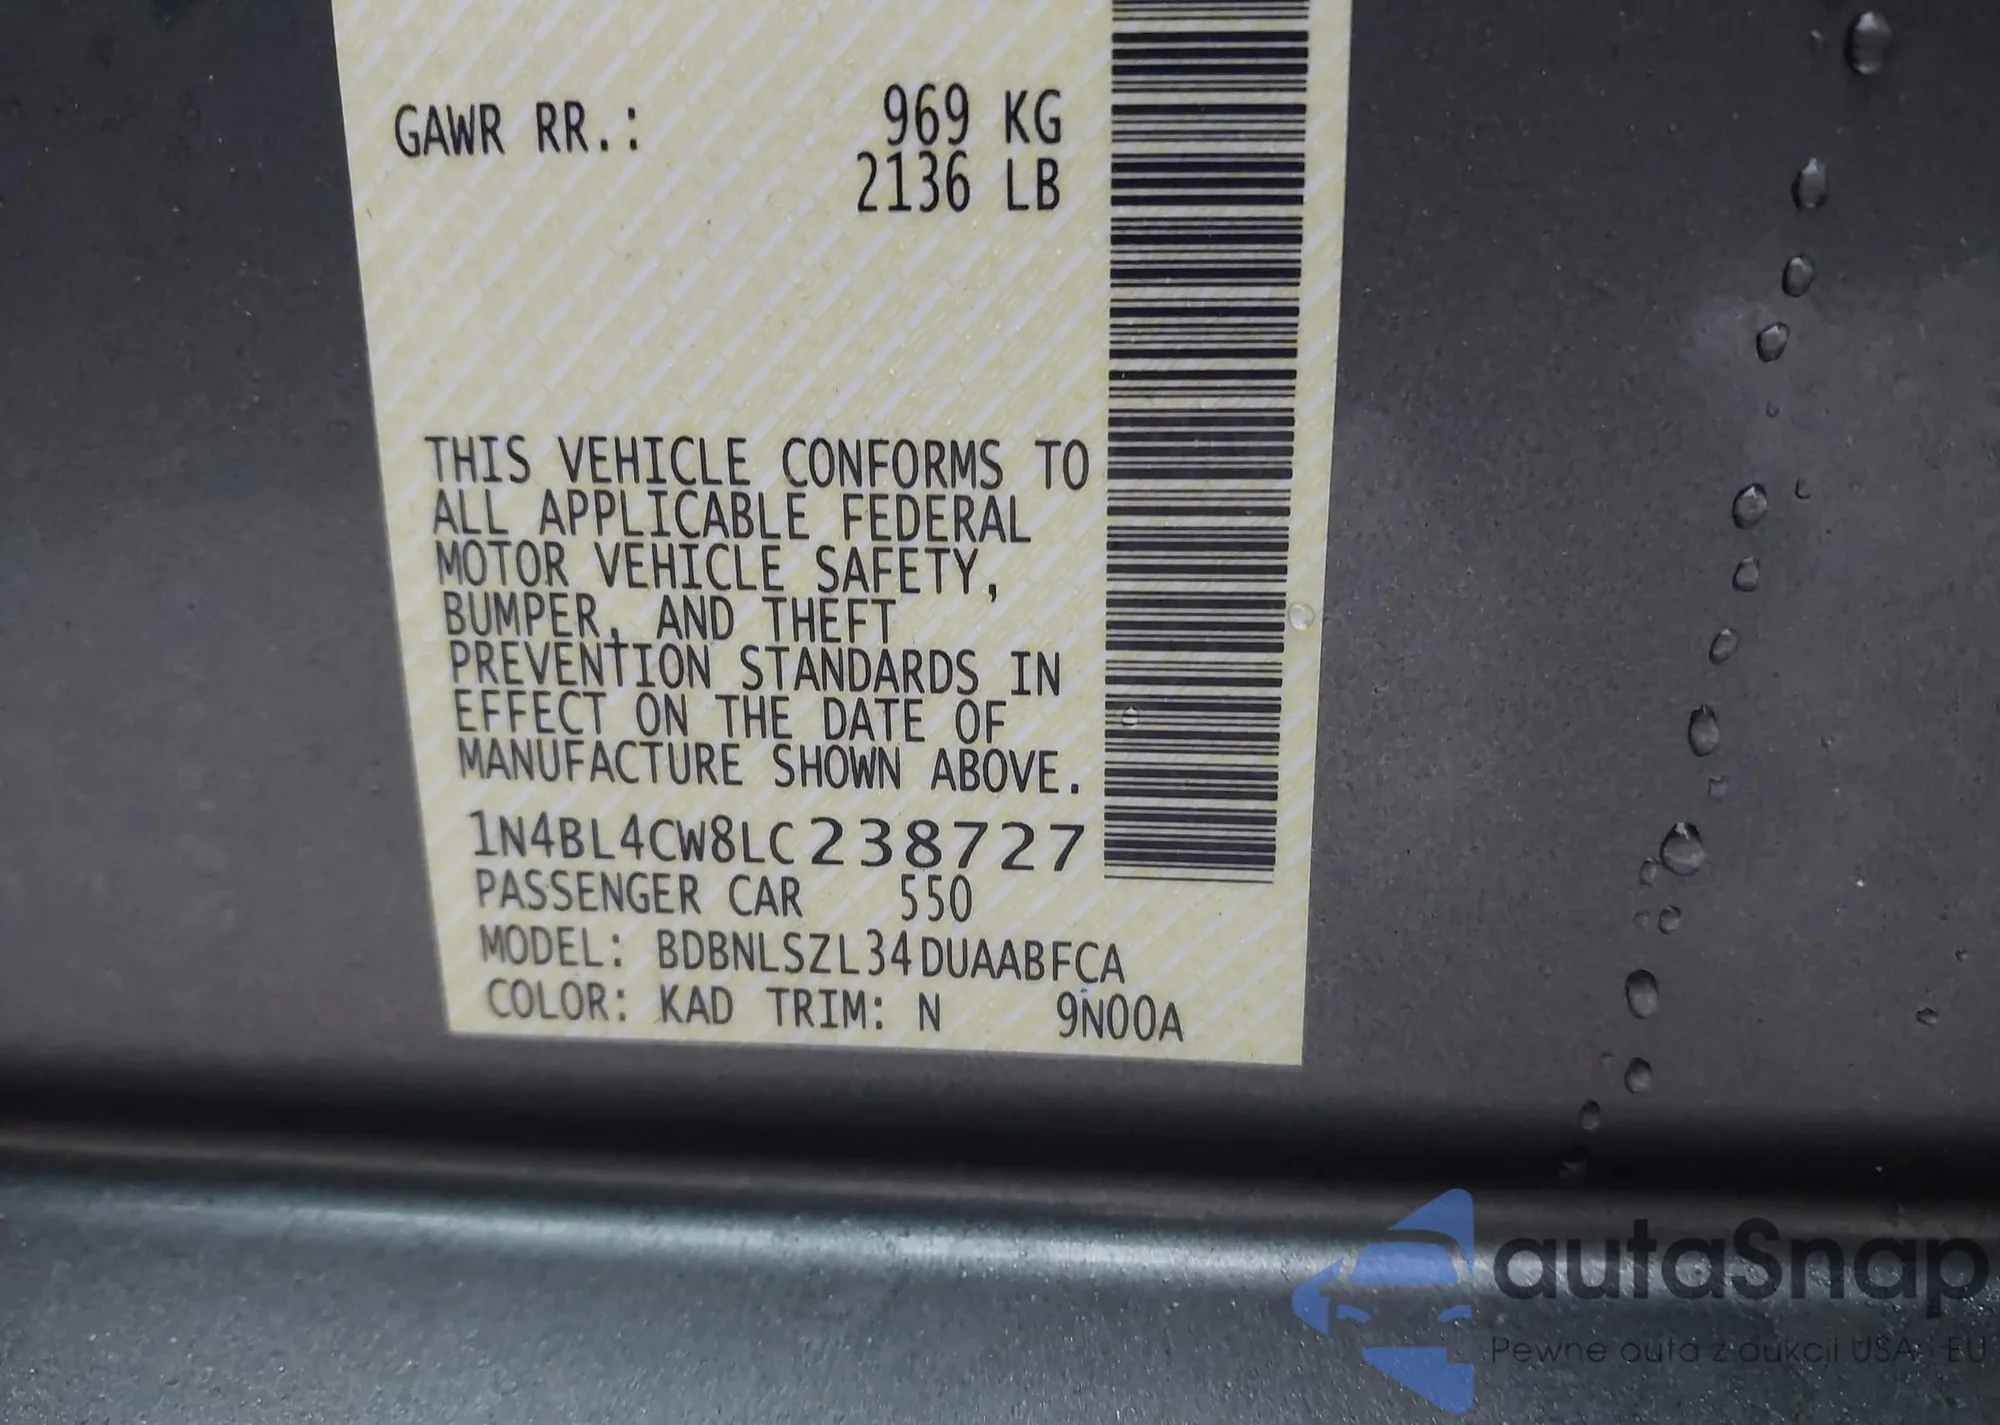 GAWR RR.: 969 KG
2136 LB
THIS VEHICLE CONFORMS TO
ALL APPLICABLE FEDERAL
MOTOR VEHICLE SAFETY,
BUMPER, AND THEFT
PREVENTION STANDARDS IN
EFFECT ON THE DATE OF
MANUFACTURE SHOWN ABOVE.
1N4BL4CW8LC238727
PASSENGER CAR 550
MODEL: BDBNLSZL34DUAABFCA
COLOR: KAD TRIM: N 9N00A
autaSnap
Pewne auta z aukcji USA i EU